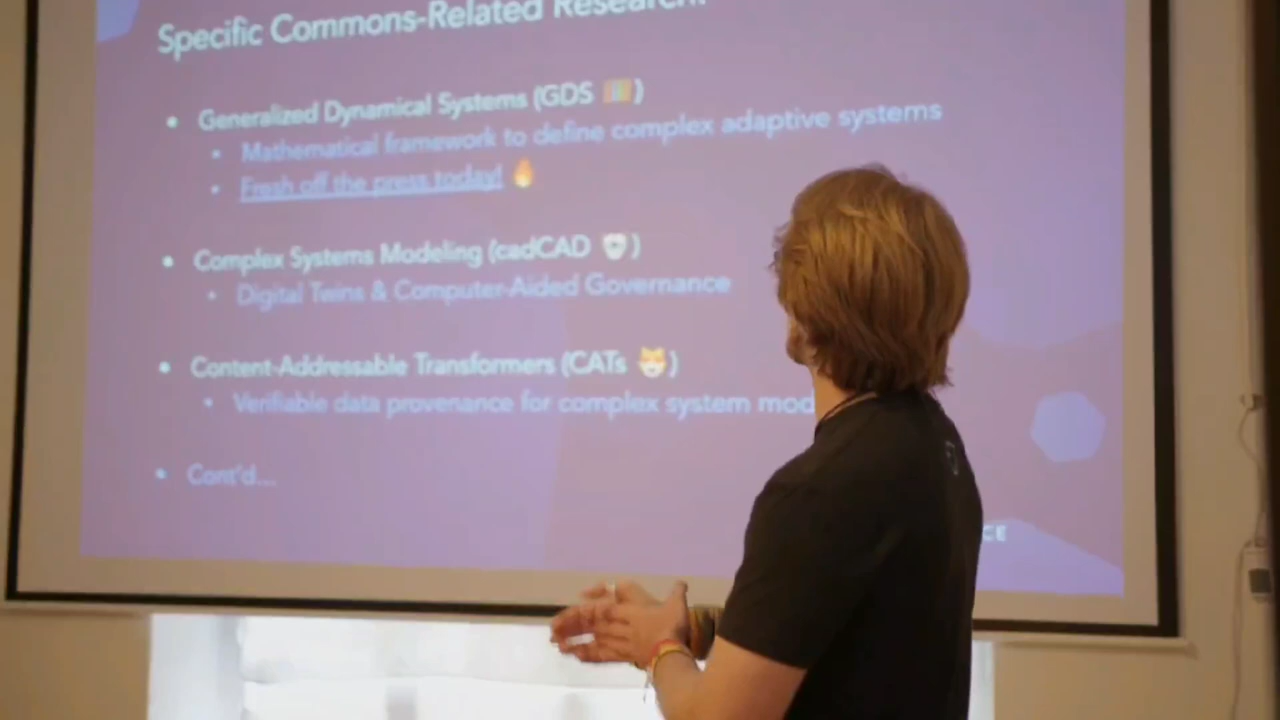 Specific Commons-Related Research:
• Generalized Dynamical Systems (GDS 📊)
• Mathematical framework to define complex adaptive systems
• Fresh off the press today! 🔥
• Complex Systems Modeling (cadCAD)
• Digital Twins & Computer-Aided Governance
• Content-Addressable Transformers (CATs 😺)
• Verifiable data provenance for complex system mod
• Cont'd...
CE